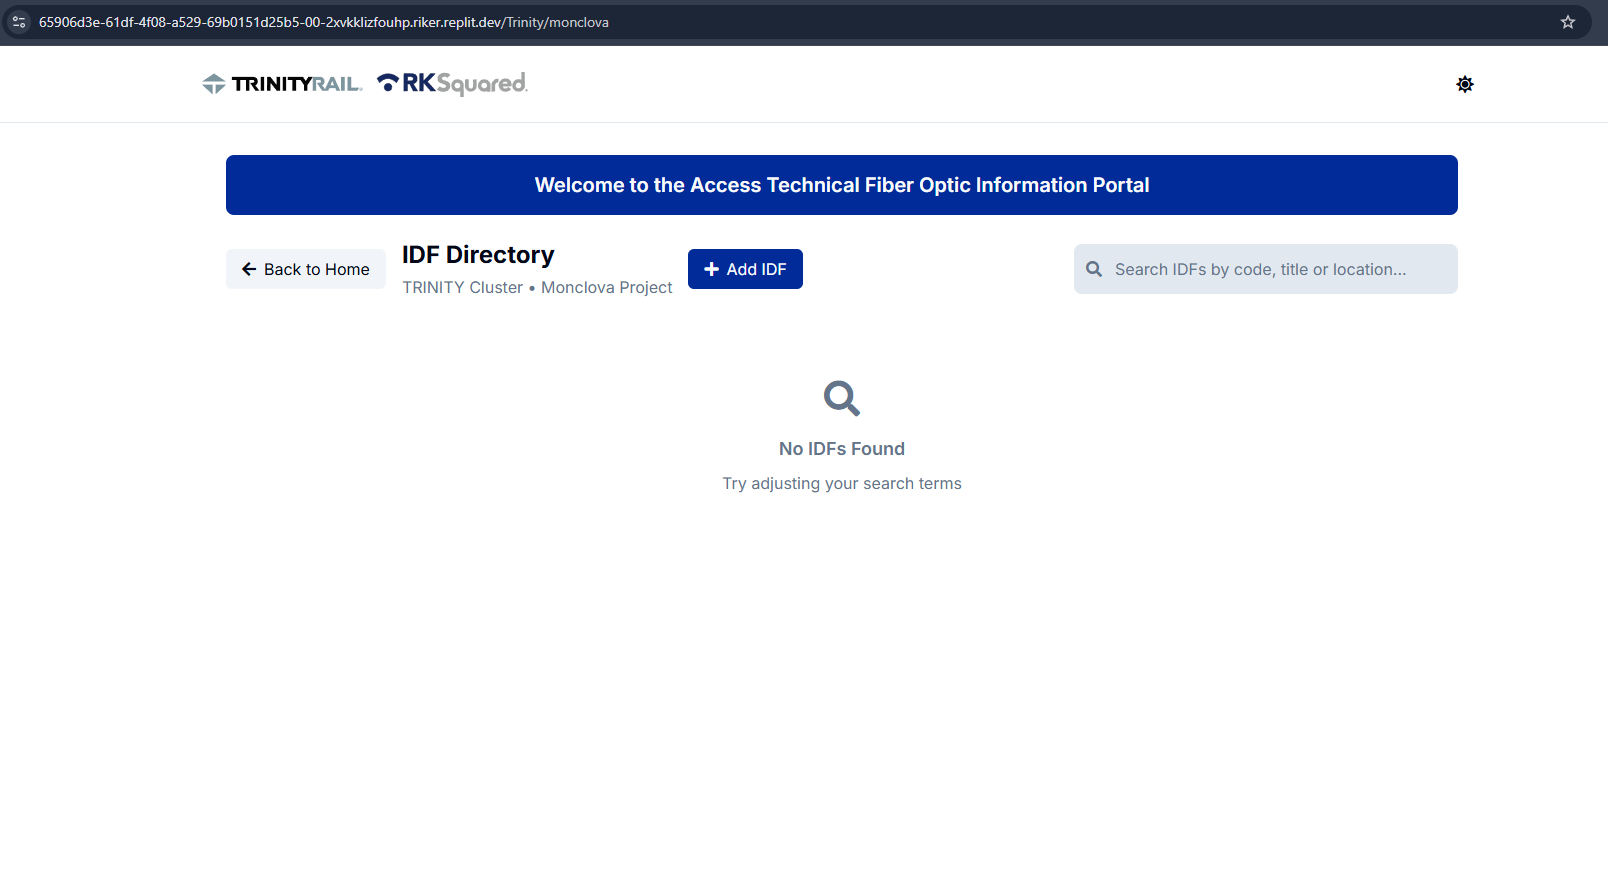 65906d3e-61df-4f08-a529-69b0151d25b5-00-2xvkklizfouhp.riker.replit.dev/Trinity/monclova
TRINITYRAIL. RKSquared.
Welcome to the Access Technical Fiber Optic Information Portal
Back to Home
IDF Directory
TRINITY Cluster • Monclova Project
Add IDF
Search IDFs by code, title or location...
No IDFs Found
Try adjusting your search terms